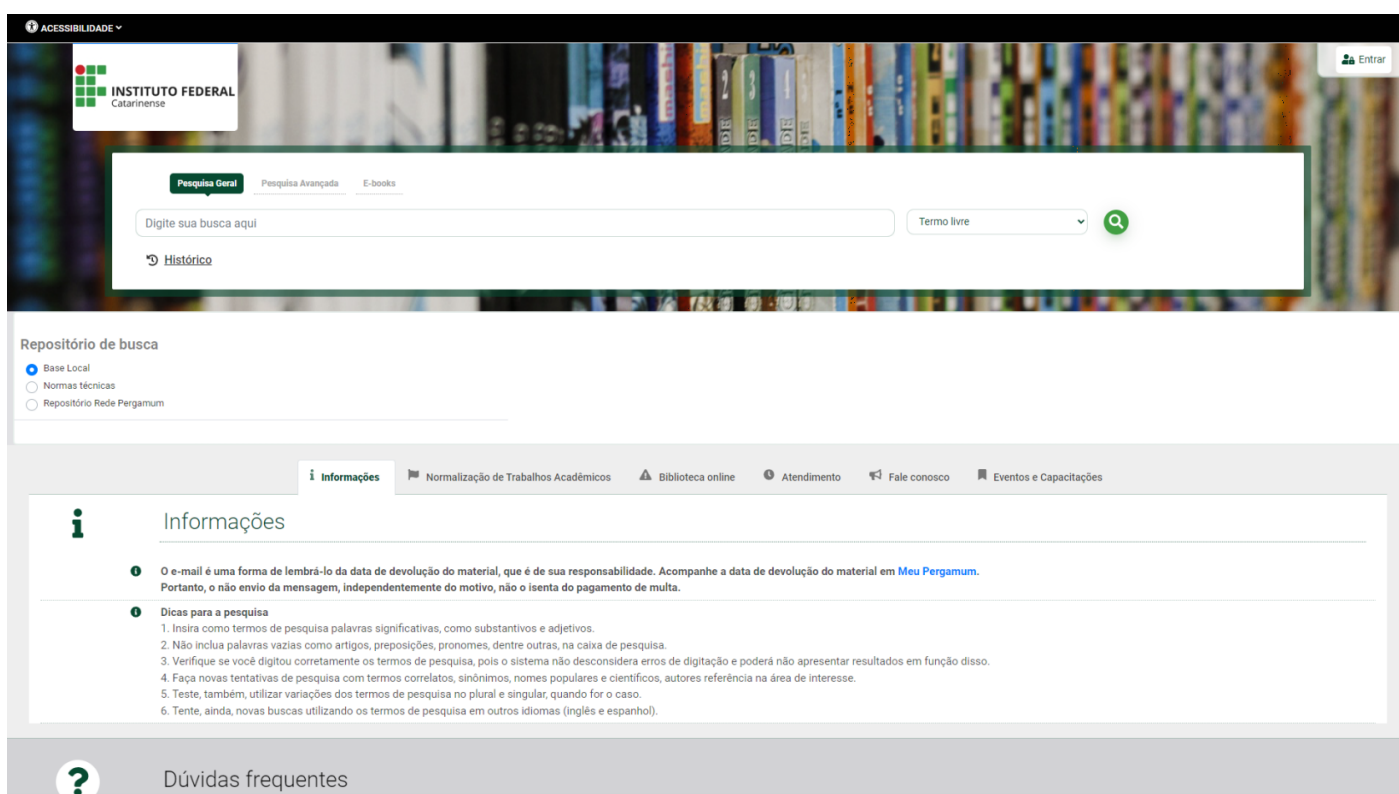 ACESSIBILIDADE
INSTITUTO FEDERAL
Catarinense
Entrar
Pesquisa Geral
Pesquisa Avançada
E-books
Digite sua busca aqui
Termo livre
Histórico
Repositório de busca
Base Local
Normas técnicas
Repositório Rede Pergamum
Informações
Normalização de Trabalhos Acadêmicos
Biblioteca online
Atendimento
Fale conosco
Eventos e Capacitações
Informações
O e-mail é uma forma de lembrá-lo da data de devolução do material, que é de sua responsabilidade. Acompanhe a data de devolução do material em Meu Pergamum.
Portanto, o não envio da mensagem, independentemente do motivo, não o isenta do pagamento de multa.
Dicas para a pesquisa
1. Insira como termos de pesquisa palavras significativas, como substantivos e adjetivos.
2. Não inclua palavras vazias como artigos, preposições, pronomes, dentre outras, na caixa de pesquisa.
3. Verifique se você digitou corretamente os termos de pesquisa, pois o sistema não desconsidera erros de digitação e poderá não apresentar resultados em função disso.
4. Faça novas tentativas de pesquisa com termos correlatos, sinônimos, nomes populares e científicos, autores referência na área de interesse.
5. Teste, também, utilizar variações dos termos de pesquisa no plural e singular, quando for o caso.
6. Tente, ainda, novas buscas utilizando os termos de pesquisa em outros idiomas (inglês e espanhol).
Dúvidas frequentes